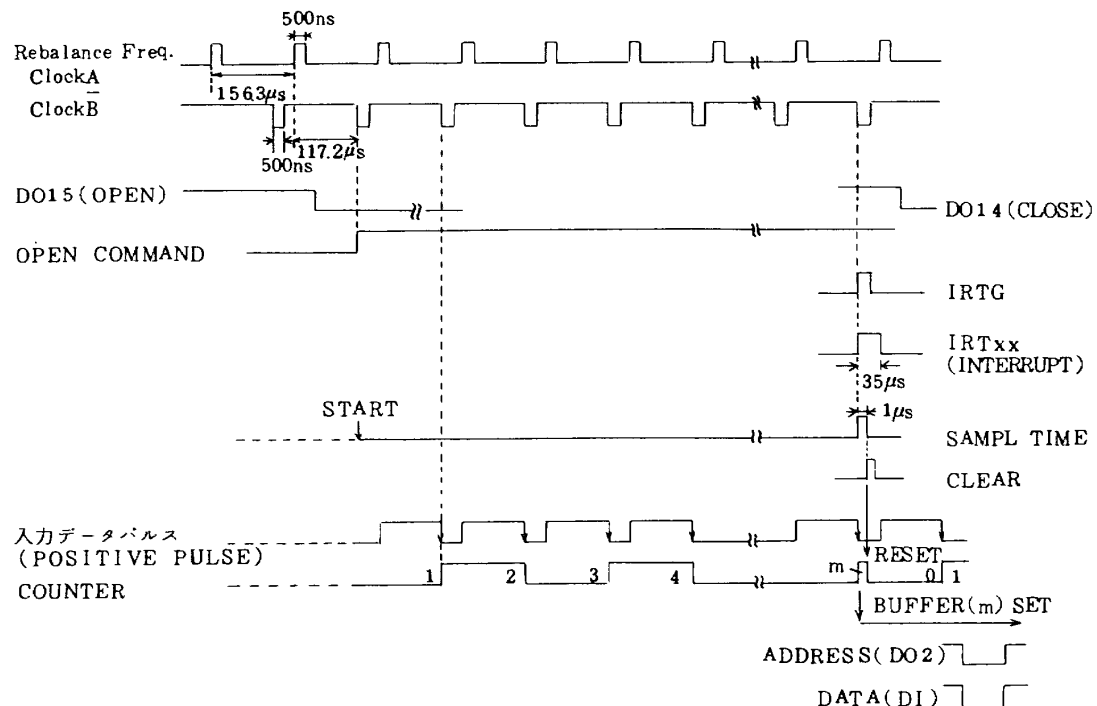 500ns
Rebalance Freq.
ClockA
156.3μs
ClockB̅
117.2μs
500ns
DO15(OPEN)
DO14(CLOSE)
OPEN COMMAND
IRTG
IRTxx
(INTERRUPT)
35μs
1μs
START
SAMPL TIME
CLEAR
入力データパルス
(POSITIVE PULSE)
RESET
COUNTER
1 2 3 4 m 0 1
BUFFER(m) SET
ADDRESS(DO2)
DATA(DI)